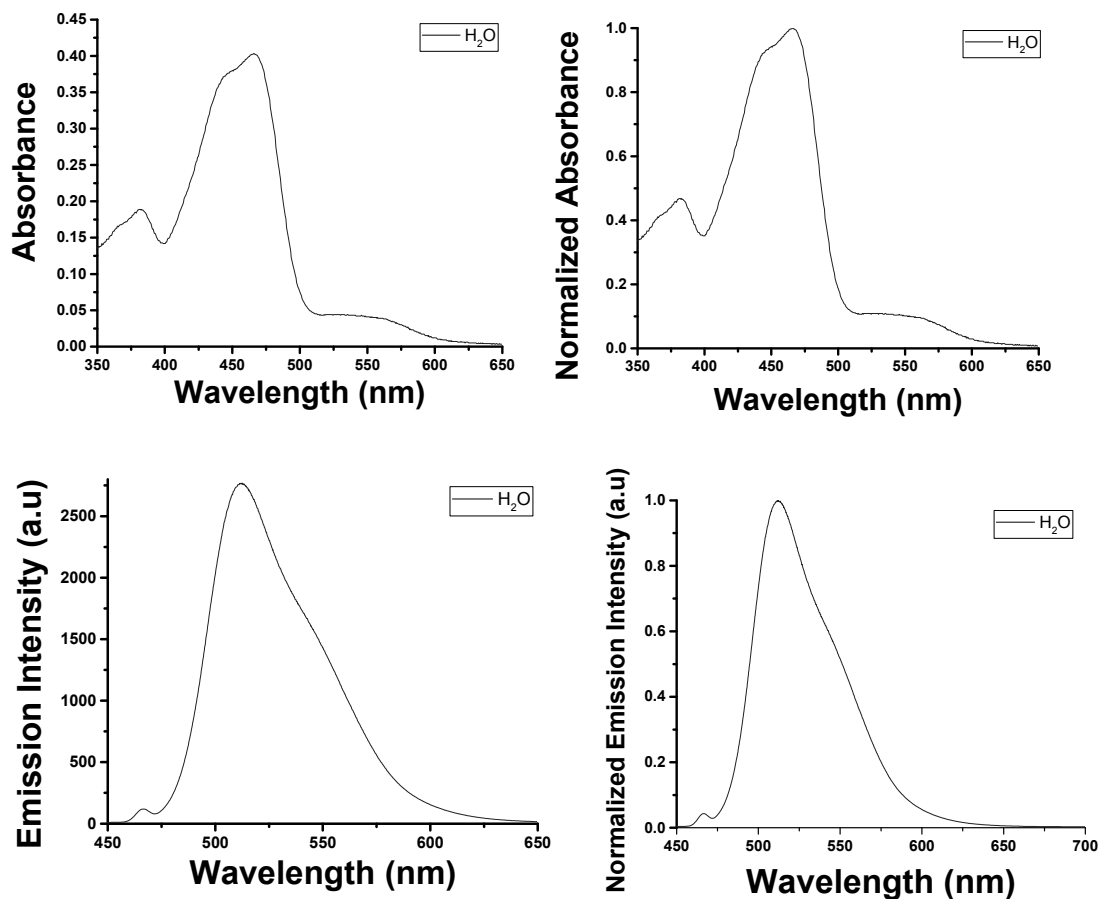 Absorbance
0.45
0.40
0.35
0.30
0.25
0.20
0.15
0.10
0.05
0.00
350 400 450 500 550 600 650
Wavelength (nm)
H₂O
Normalized Absorbance
1.0
0.8
0.6
0.4
0.2
0.0
350 400 450 500 550 600 650
Wavelength (nm)
H₂O
Emission Intensity (a.u)
2500
2000
1500
1000
500
0
450 500 550 600 650
Wavelength (nm)
H₂O
Normalized Emission Intensity (a.u)
1.0
0.8
0.6
0.4
0.2
0.0
450 500 550 600 650 700
Wavelength (nm)
H₂O